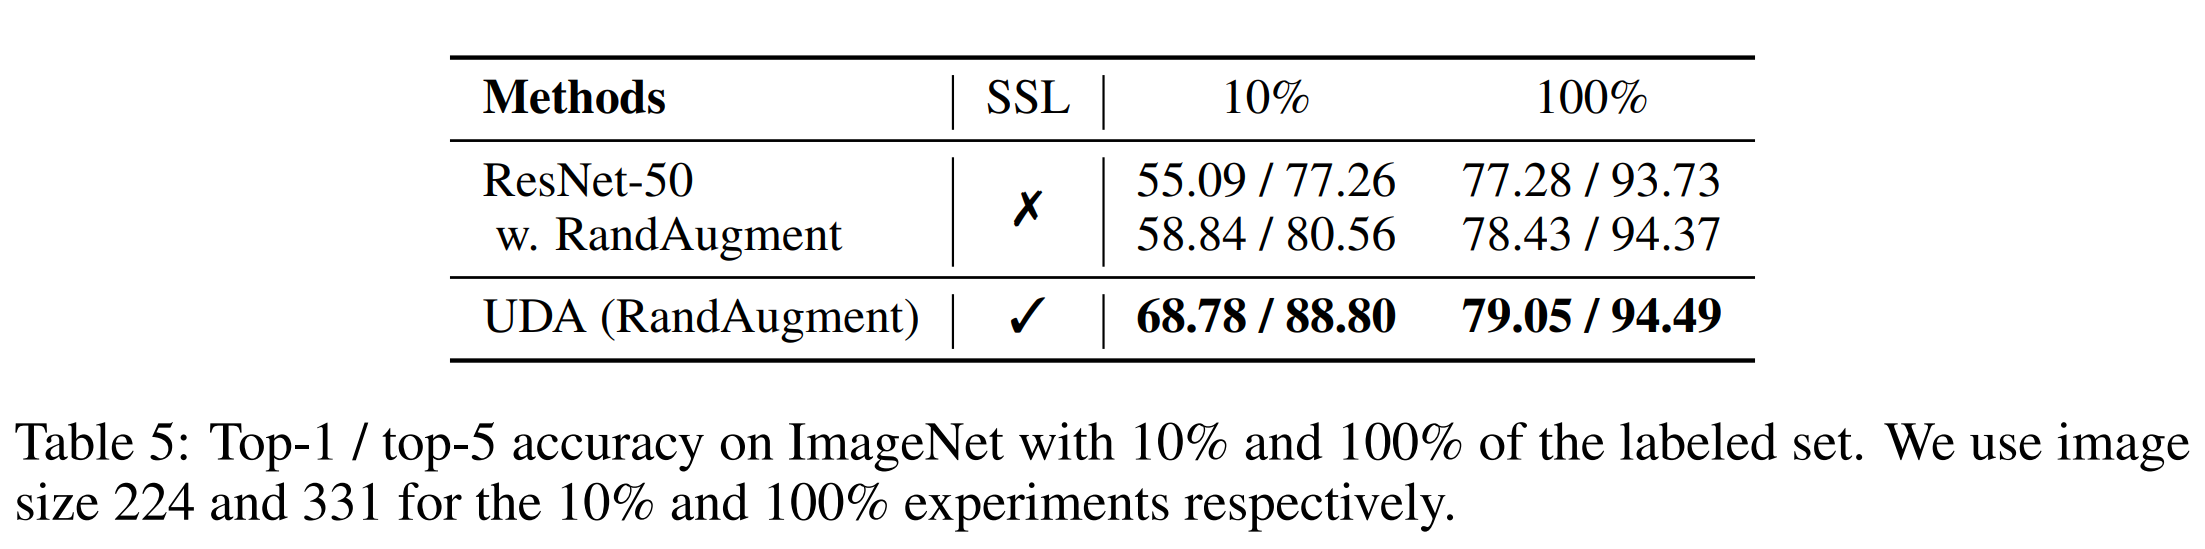 Methods SSL 10% 100%
ResNet-50 55.09 / 77.26 77.28 / 93.73
✗
w. RandAugment 58.84 / 80.56 78.43 / 94.37
UDA (RandAugment) ✓ 68.78 / 88.80 79.05 / 94.49
Table 5: Top-1 / top-5 accuracy on ImageNet with 10% and 100% of the labeled set. We use image
size 224 and 331 for the 10% and 100% experiments respectively.